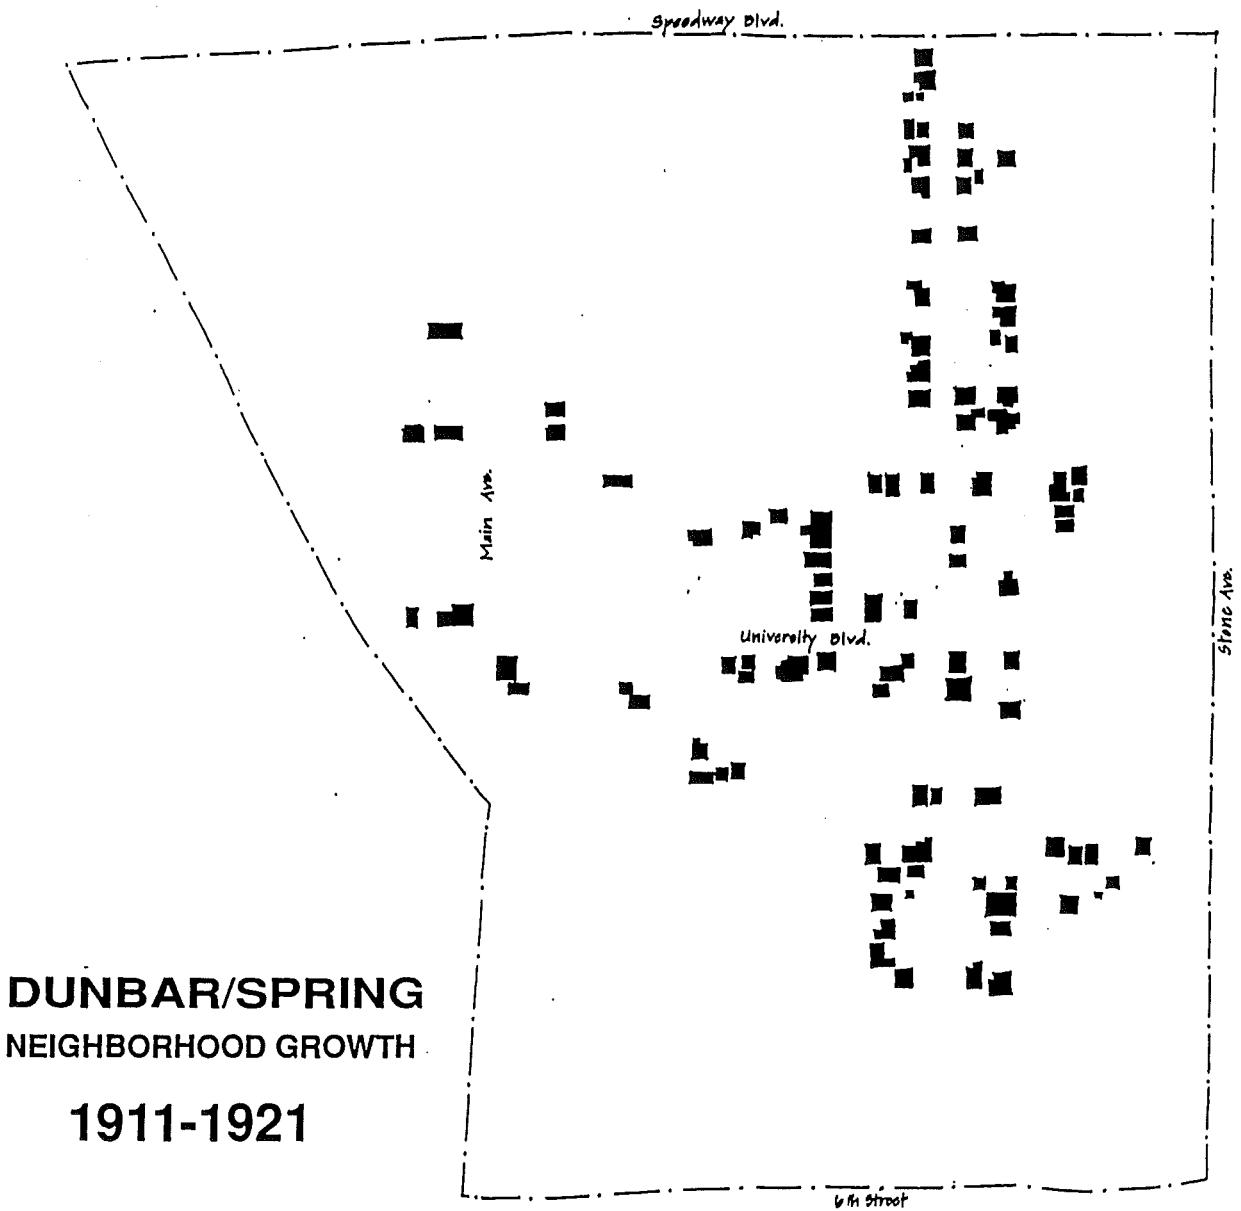 Speedway Blvd.
Main Ave.
University Blvd.
Stone Ave.
DUNBAR/SPRING
NEIGHBORHOOD GROWTH
1911-1921
6th Street